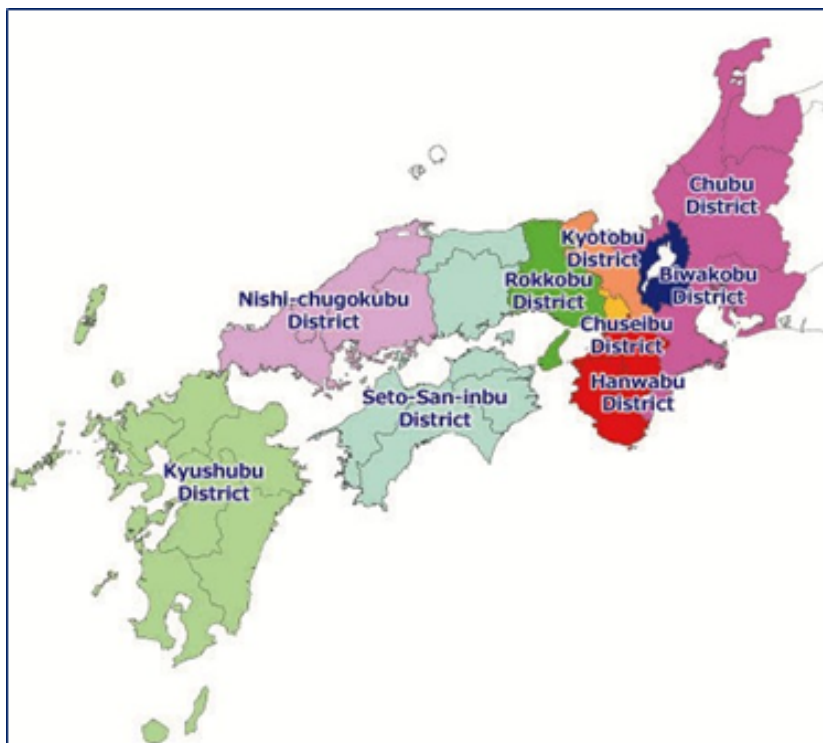 Chubu
District
Kyotobu
District
Biwakobu
District
Rokkobu
District
Nishi-chugokubu
District
Chuseibu
District
Hanwabu
District
Seto-San-inbu
District
Kyushubu
District